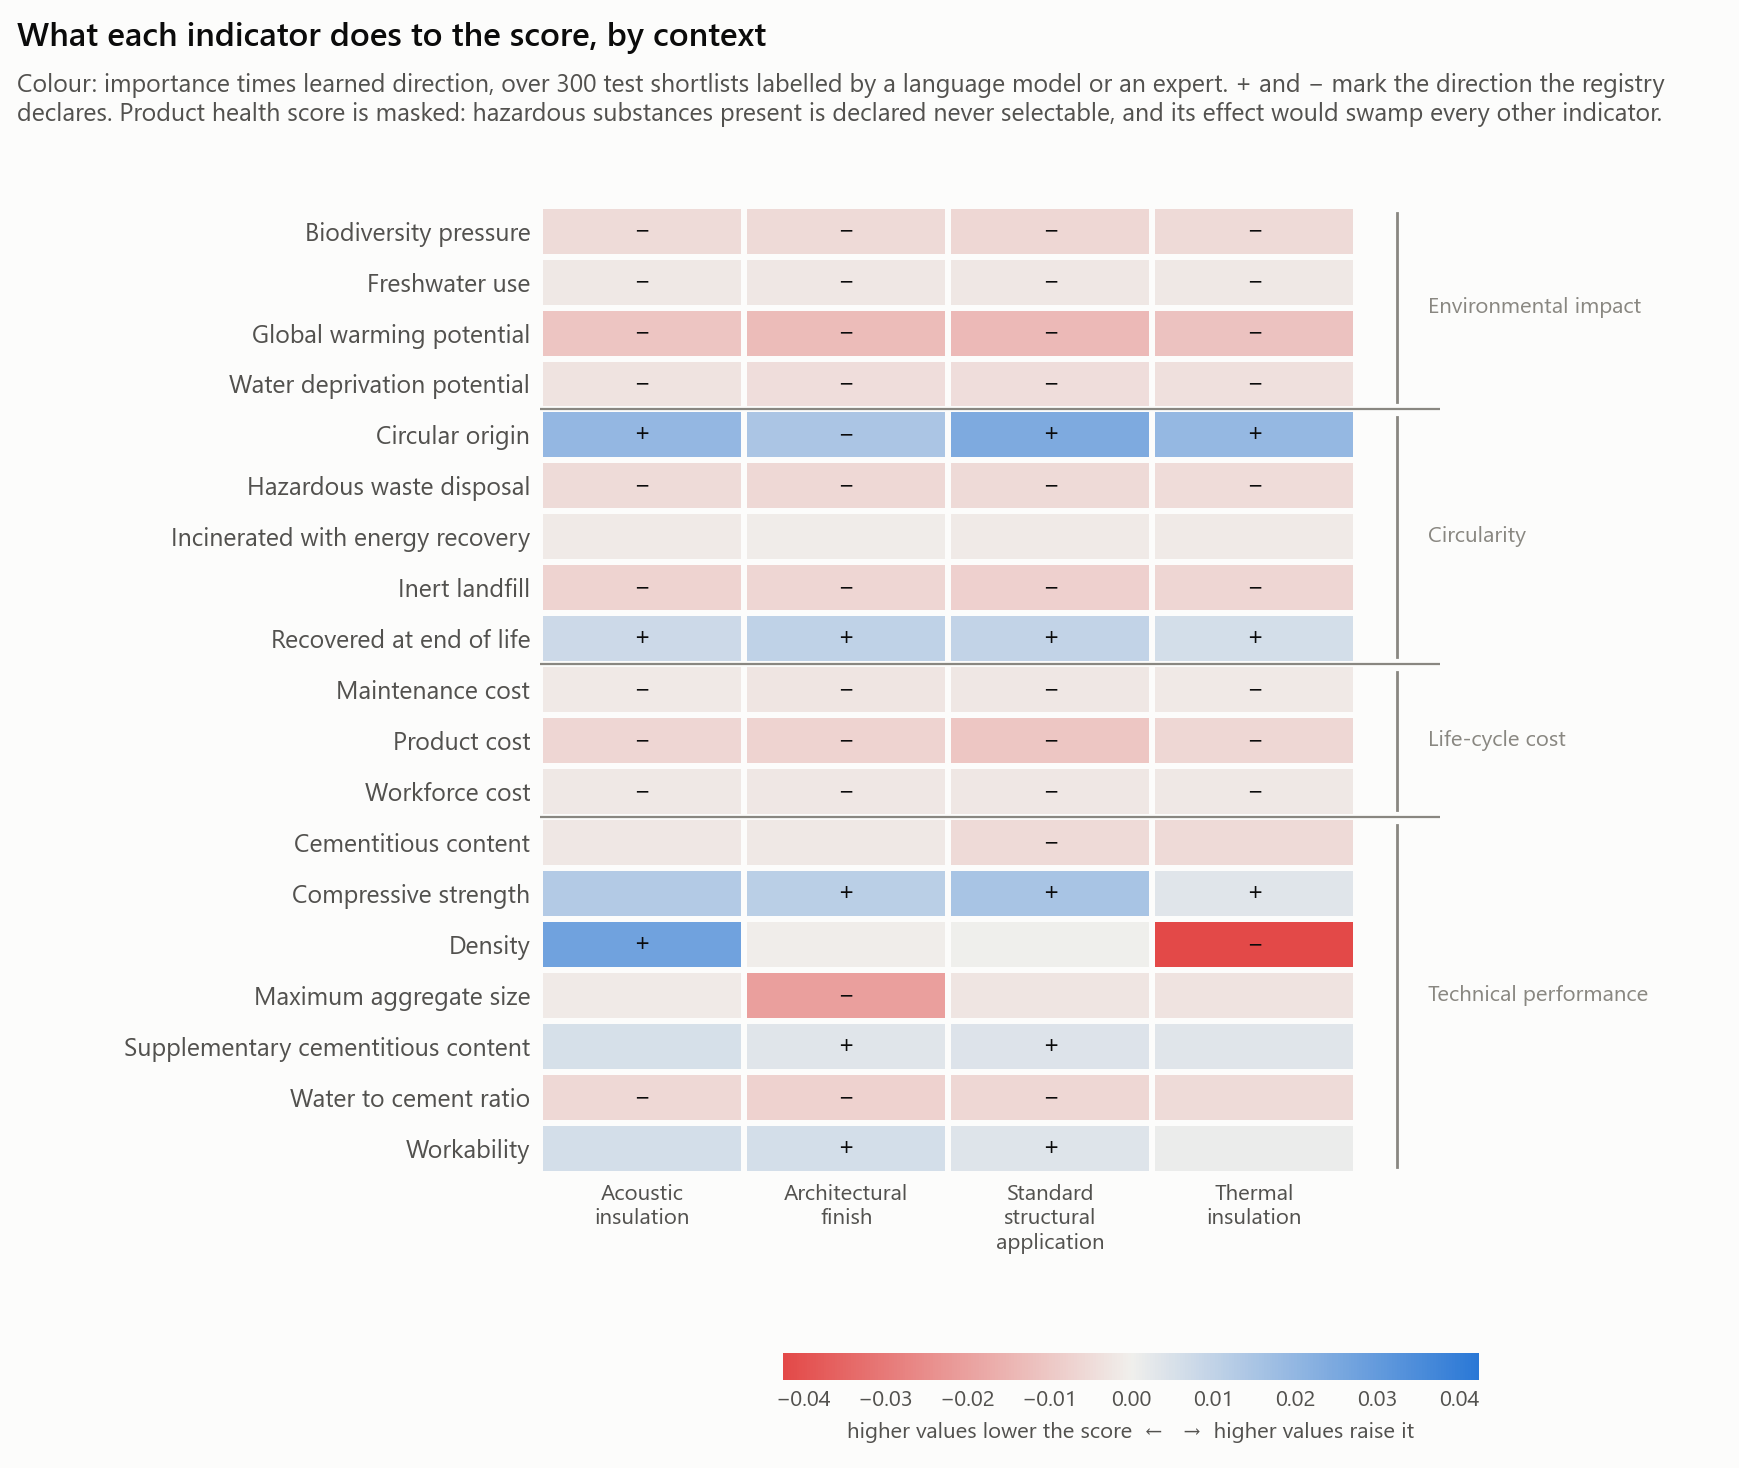 What each indicator does to the score, by context
Colour: importance times learned direction, over 300 test shortlists labelled by a language model or an expert. + and − mark the direction the registry
declares. Product health score is masked: hazardous substances present is declared never selectable, and its effect would swamp every other indicator.
Biodiversity pressure − − − −
Freshwater use − − − −
Environmental impact
Global warming potential − − − −
Water deprivation potential − − − −
Circular origin + − + +
Hazardous waste disposal − − − −
Incinerated with energy recovery
Circularity
Inert landfill − − − −
Recovered at end of life + + + +
Maintenance cost − − − −
Product cost − − − −
Life-cycle cost
Workforce cost − − − −
Cementitious content −
Compressive strength + + +
Density + −
Maximum aggregate size −
Technical performance
Supplementary cementitious content + +
Water to cement ratio − − −
Workability + +
Acoustic
insulation
Architectural
finish
Standard
structural
application
Thermal
insulation
−0.04 −0.03 −0.02 −0.01 0.00 0.01 0.02 0.03 0.04
higher values lower the score ← → higher values raise it